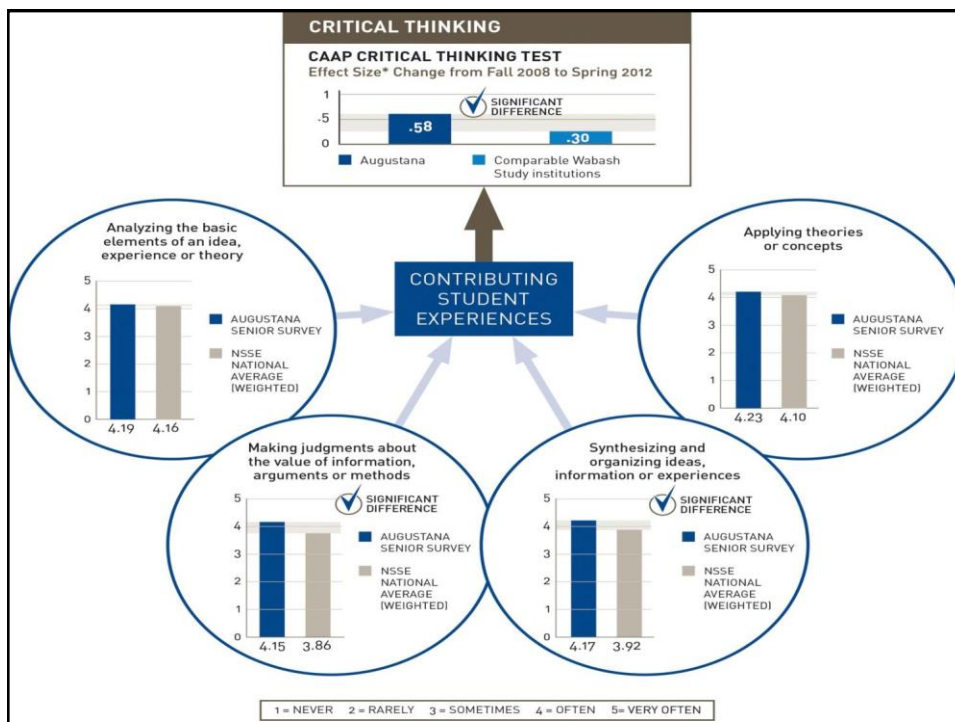 CRITICAL THINKING
CAAP CRITICAL THINKING TEST
Effect Size* Change from Fall 2008 to Spring 2012
1
.5
0
SIGNIFICANT
DIFFERENCE
.58
.30
Augustana
Comparable Wabash
Study institutions
CONTRIBUTING
STUDENT
EXPERIENCES
Analyzing the basic
elements of an idea,
experience or theory
5
4
3
2
1
0
4.19 4.16
AUGUSTANA
SENIOR SURVEY
NSSE
NATIONAL
AVERAGE
(WEIGHTED)
Applying theories
or concepts
5
4
3
2
1
0
4.23 4.10
AUGUSTANA
SENIOR SURVEY
NSSE
NATIONAL
AVERAGE
(WEIGHTED)
Making judgments about
the value of information,
arguments or methods
5
4
3
2
1
0
4.15 3.86
SIGNIFICANT
DIFFERENCE
AUGUSTANA
SENIOR SURVEY
NSSE
NATIONAL
AVERAGE
(WEIGHTED)
Synthesizing and
organizing ideas,
information or experiences
5
4
3
2
1
0
4.17 3.92
SIGNIFICANT
DIFFERENCE
AUGUSTANA
SENIOR SURVEY
NSSE
NATIONAL
AVERAGE
(WEIGHTED)
1 = NEVER 2 = RARELY 3 = SOMETIMES 4 = OFTEN 5= VERY OFTEN